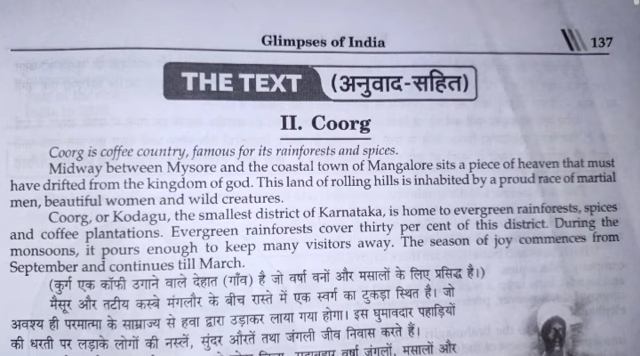 Glimpses of India
137
THE TEXT (अनुवाद-सहित)
II. Coorg
Coorg is coffee country, famous for its rainforests and spices.
Midway between Mysore and the coastal town of Mangalore sits a piece of heaven that must
have drifted from the kingdom of god. This land of rolling hills is inhabited by a proud race of martial
men, beautiful women and wild creatures.
Coorg, or Kodagu, the smallest district of Karnataka, is home to evergreen rainforests, spices
and coffee plantations. Evergreen rainforests cover thirty per cent of this district. During the
monsoons, it pours enough to keep many visitors away. The season of joy commences from
September and continues till March.
(कुर्ग एक कॉफी उगाने वाले देहात (गाँव) है जो वर्षा वनों और मसालों के लिए प्रसिद्ध है।)
मैसूर और तटीय कस्बे मंगलौर के बीच रास्ते में एक स्वर्ग का टुकड़ा स्थित है। जो
अवश्य ही परमात्मा के साम्राज्य से हवा द्वारा उड़ाकर लाया गया होगा। इस घुमावदार पहाड़ियों
की धरती पर लड़ाके लोगों की नस्लें, सुंदर औरतें तथा जंगली जीव निवास करते हैं।
वर्षा जंगलों, मसालों और